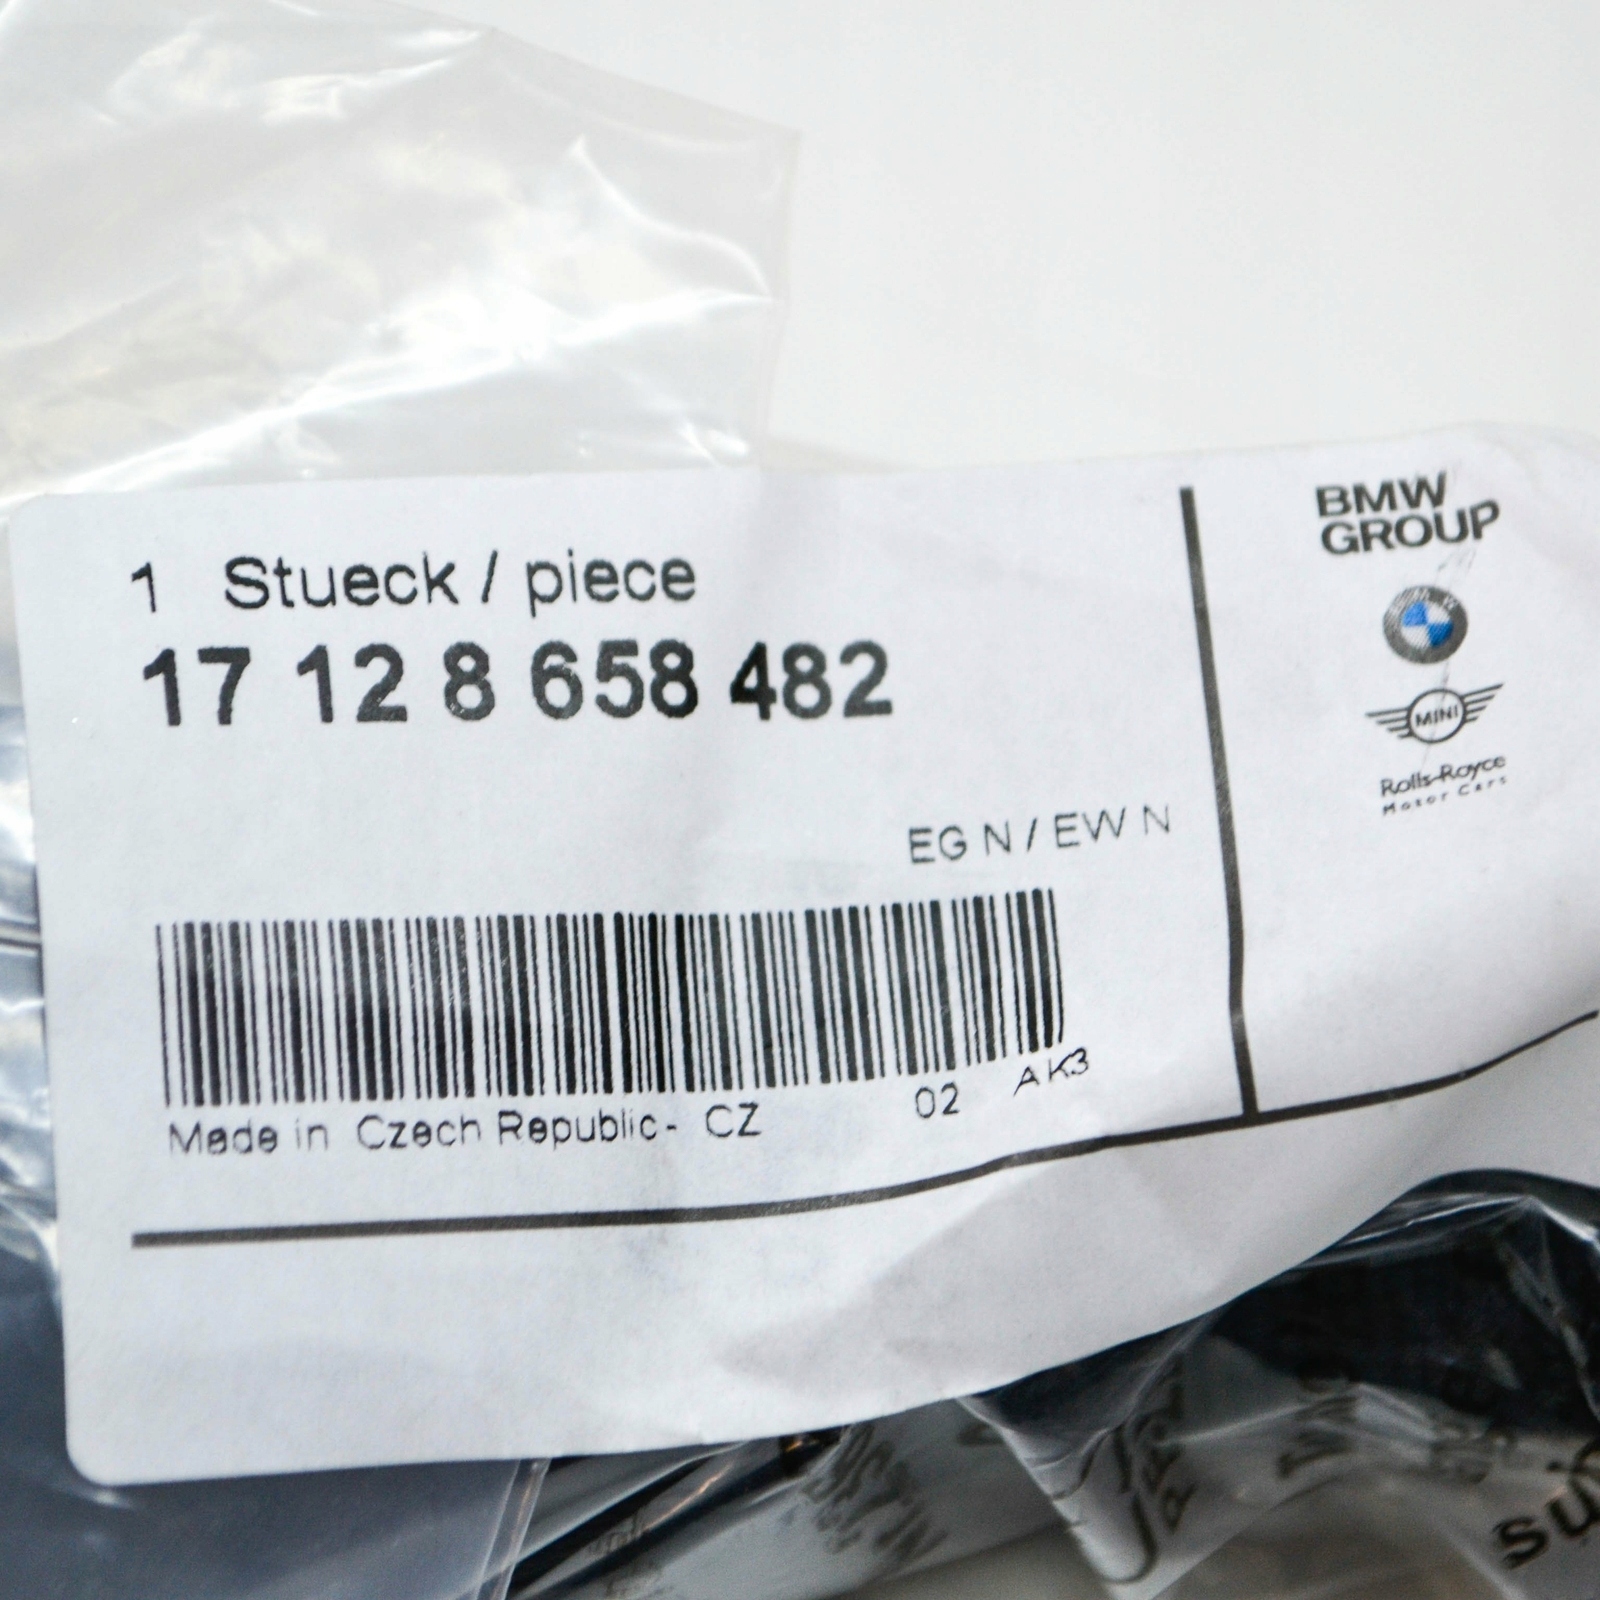 1 Stueck / piece
17 12 8 658 482
EG N / EW N
02 AK3
Made in Czech Republic - CZ
BMW
GROUP
MINI
Rolls-Royce
Motor Cars